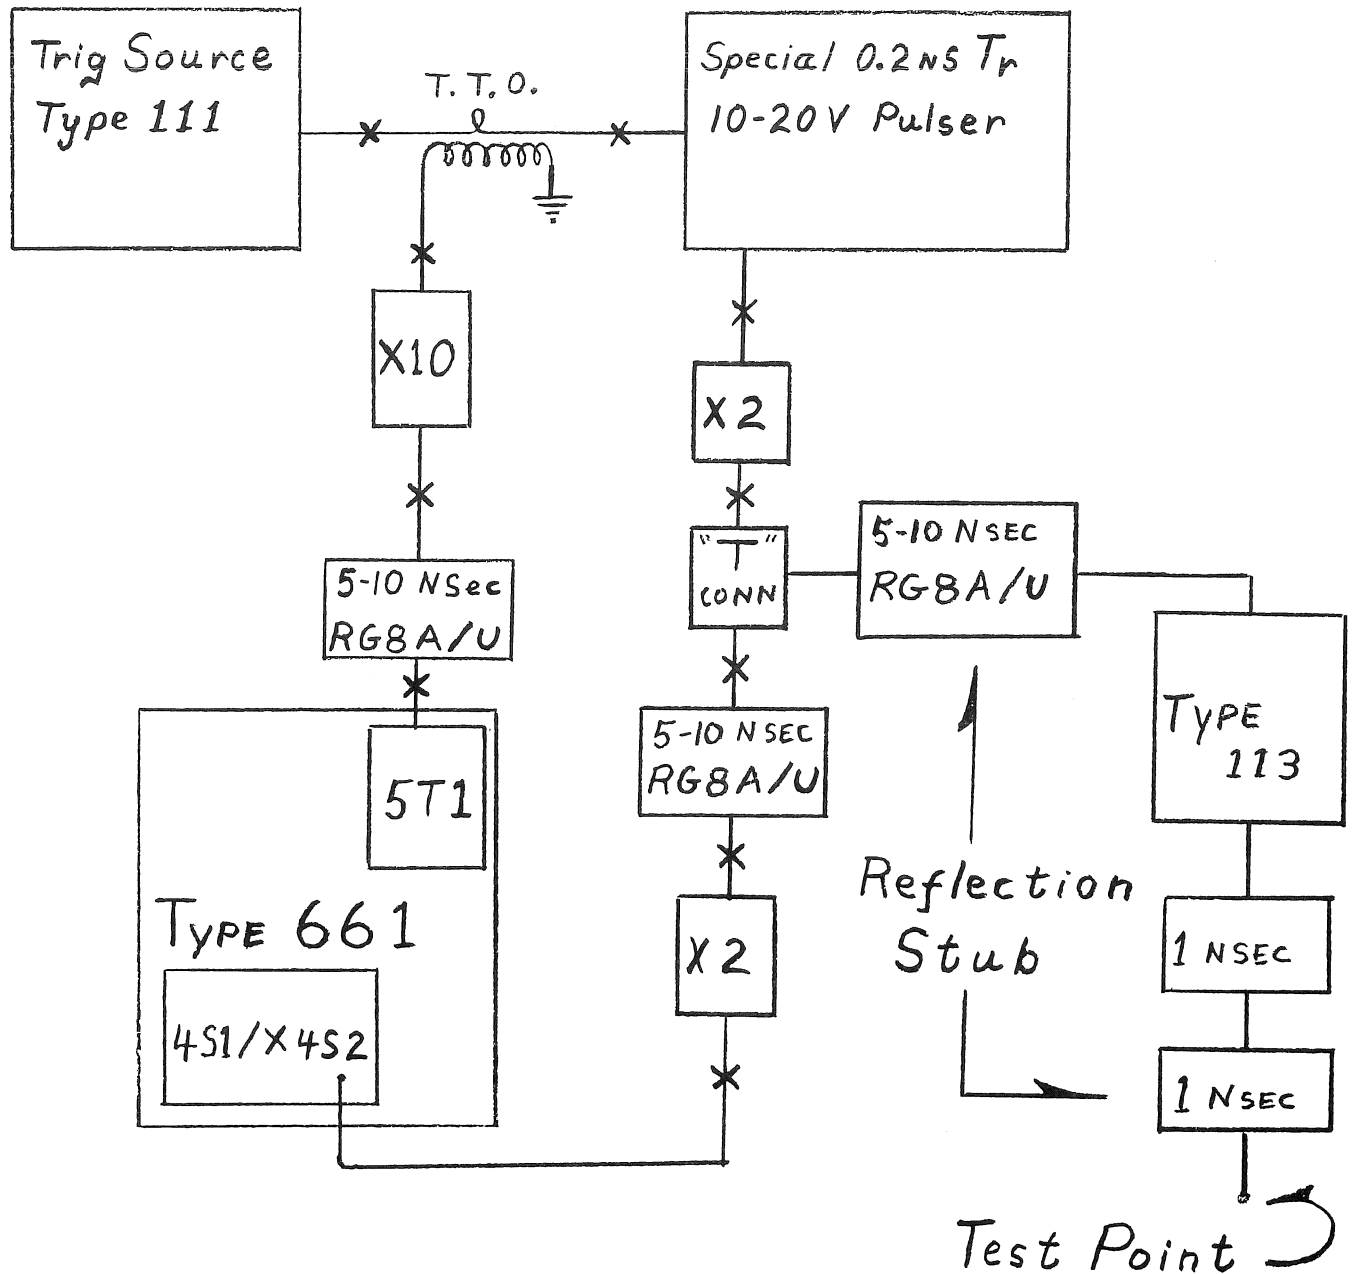 Trig Source
Type 111
T. T. O.
Special 0.2NS Tr
10-20V Pulser
X10
X2
5-10 NSec
RG8A/U
"T"
CONN
5-10 NSEC
RG8A/U
5T1
TYPE 661
4S1/X4S2
5-10 NSEC
RG8A/U
X2
TYPE
113
Reflection
Stub
1 NSEC
1 NSEC
Test Point